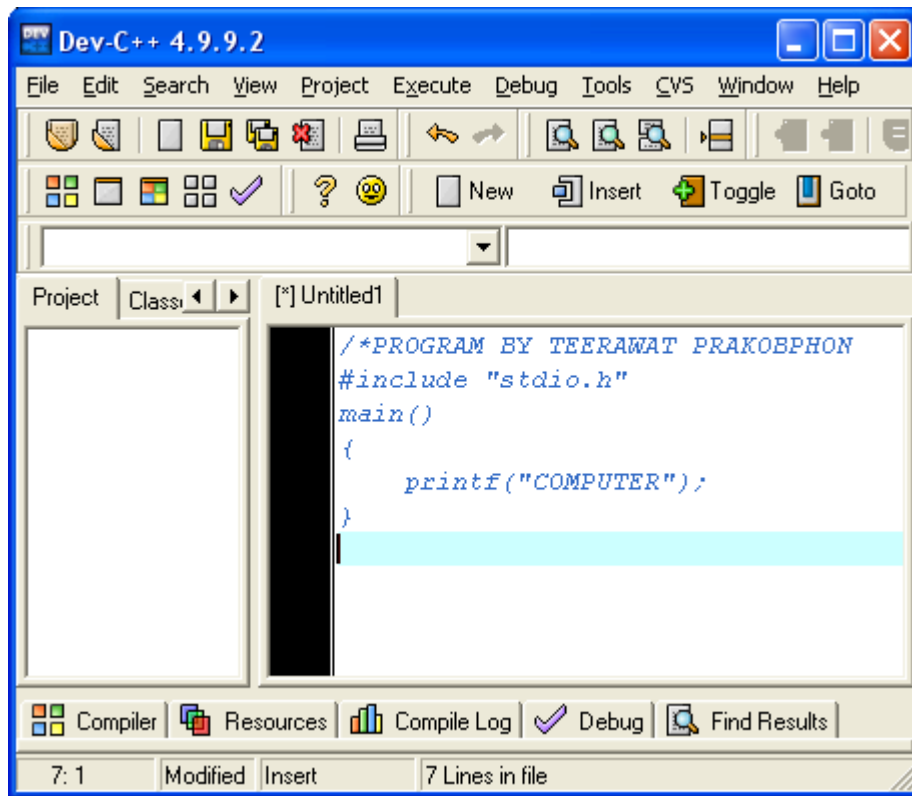 DEV
Dev-C++ 4.9.9.2
File Edit Search View Project Execute Debug Tools CVS Window Help
New Insert Toggle Goto
Project Class [*] Untitled1
/*PROGRAM BY TEERAWAT PRAKOBPHON
#include "stdio.h"
main()
{
printf("COMPUTER");
}
Compiler Resources Compile Log Debug Find Results
7: 1 Modified Insert 7 Lines in file